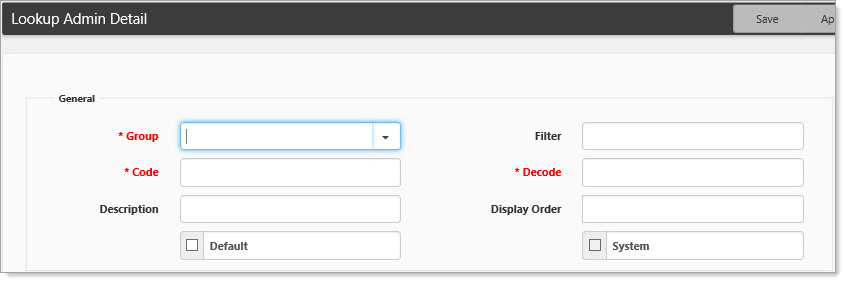 Lookup Admin Detail Save Ap
General
* Group Filter
* Code * Decode
Description Display Order
Default System